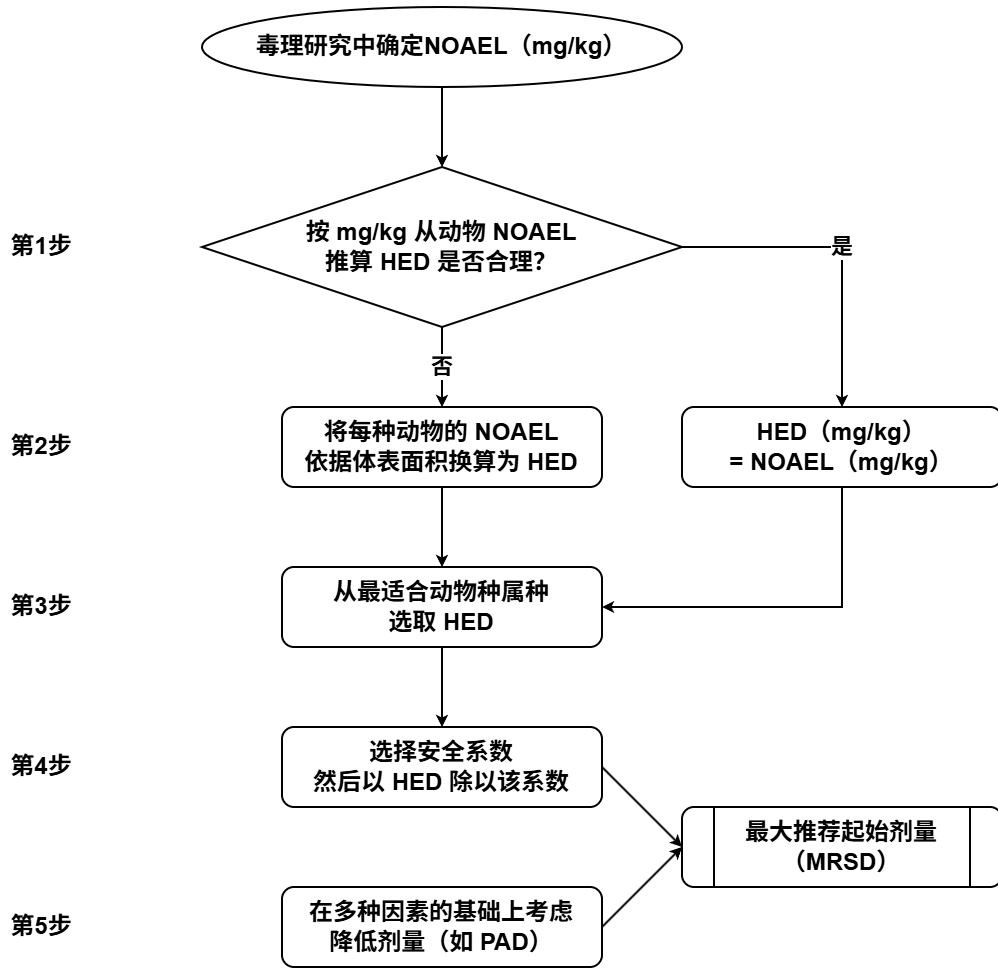 毒理研究中确定NOAEL（mg/kg）
第1步
按 mg/kg 从动物 NOAEL
推算 HED 是否合理？
是
否
第2步
将每种动物的 NOAEL
依据体表面积换算为 HED
HED（mg/kg）
= NOAEL（mg/kg）
第3步
从最适合动物种属种
选取 HED
第4步
选择安全系数
然后以 HED 除以该系数
最大推荐起始剂量
（MRSD）
第5步
在多种因素的基础上考虑
降低剂量（如 PAD）